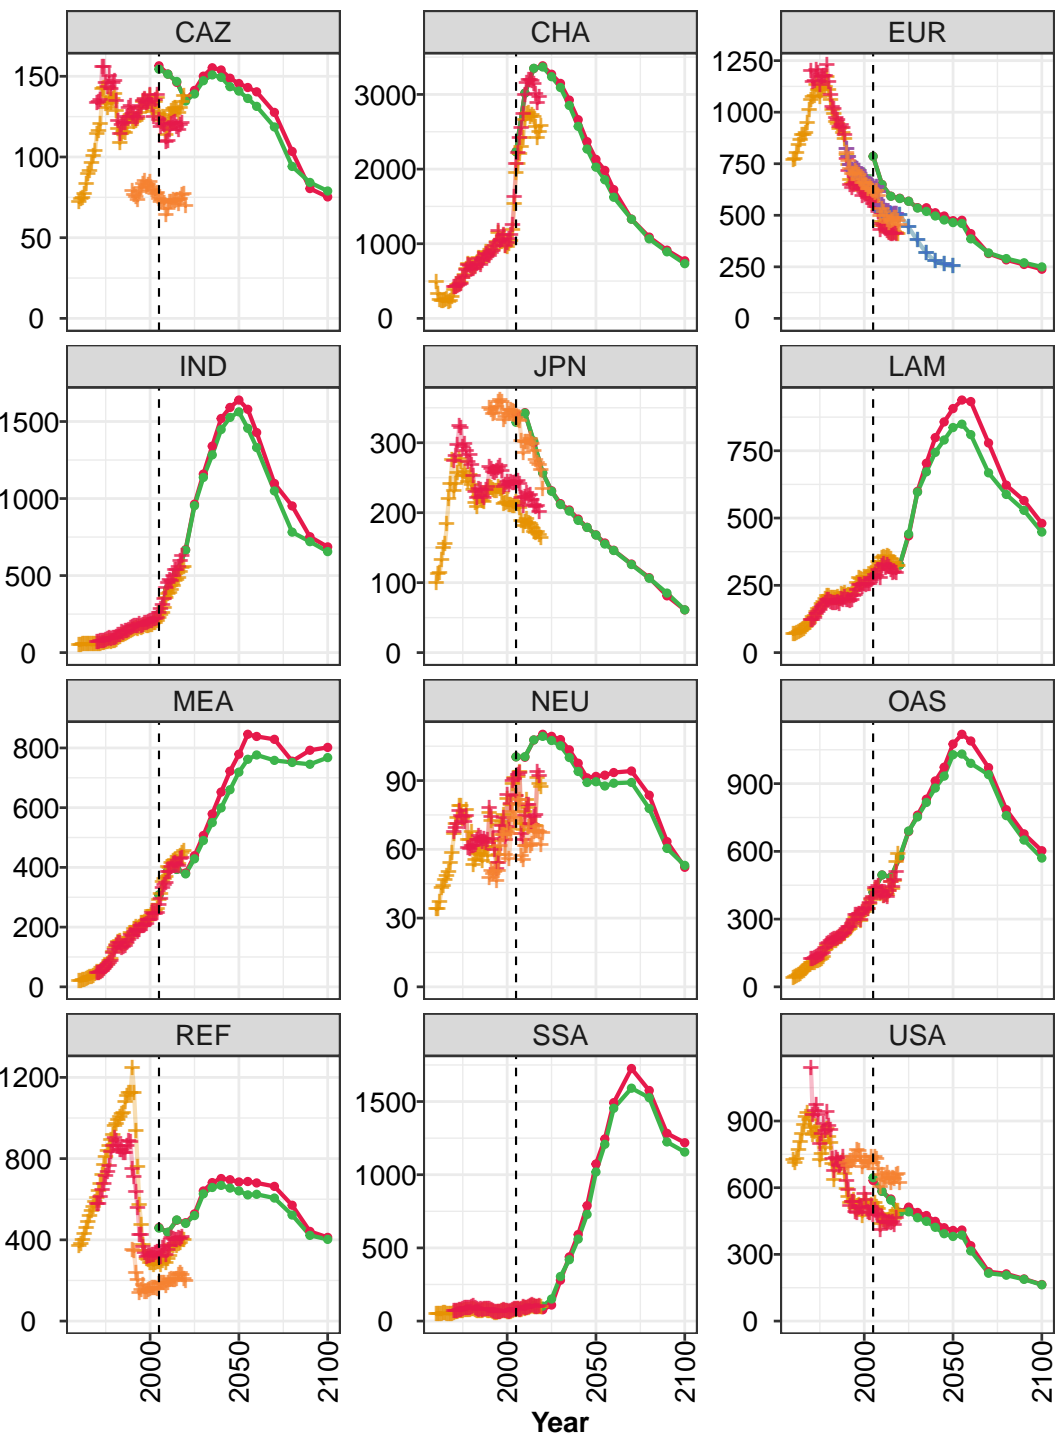 CAZ CHA EUR
150 3000 1250
100 2000 1000
50 1000 750
0 0 500
250
0
IND JPN LAM
1500 300 750
1000 200 500
500 100 250
0 0 0
MEA NEU OAS
800 90 900
600 60 600
400 30 300
200 0 0
0
REF SSA USA
1200 1500 900
800 1000 600
400 500 300
0 0 0
2000 2050 2100 2000 2050 2100 2000 2050 2100
Year